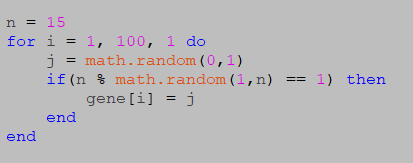 n = 15
for i = 1, 100, 1 do
    j = math.random(0,1)
    if(n % math.random(1,n) == 1) then
        gene[i] = j
    end
end